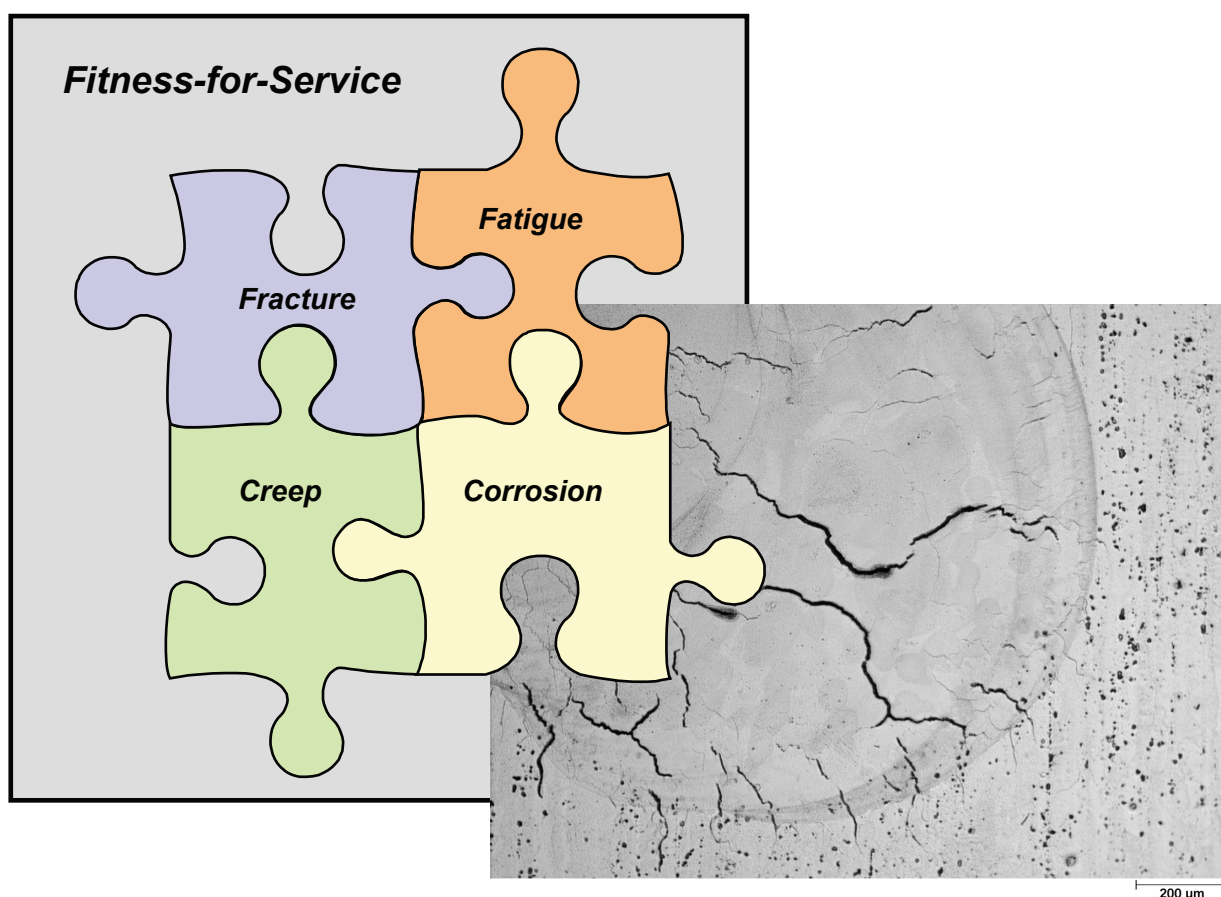 Fitness-for-Service
Fatigue
Fracture
Creep
Corrosion
200 um